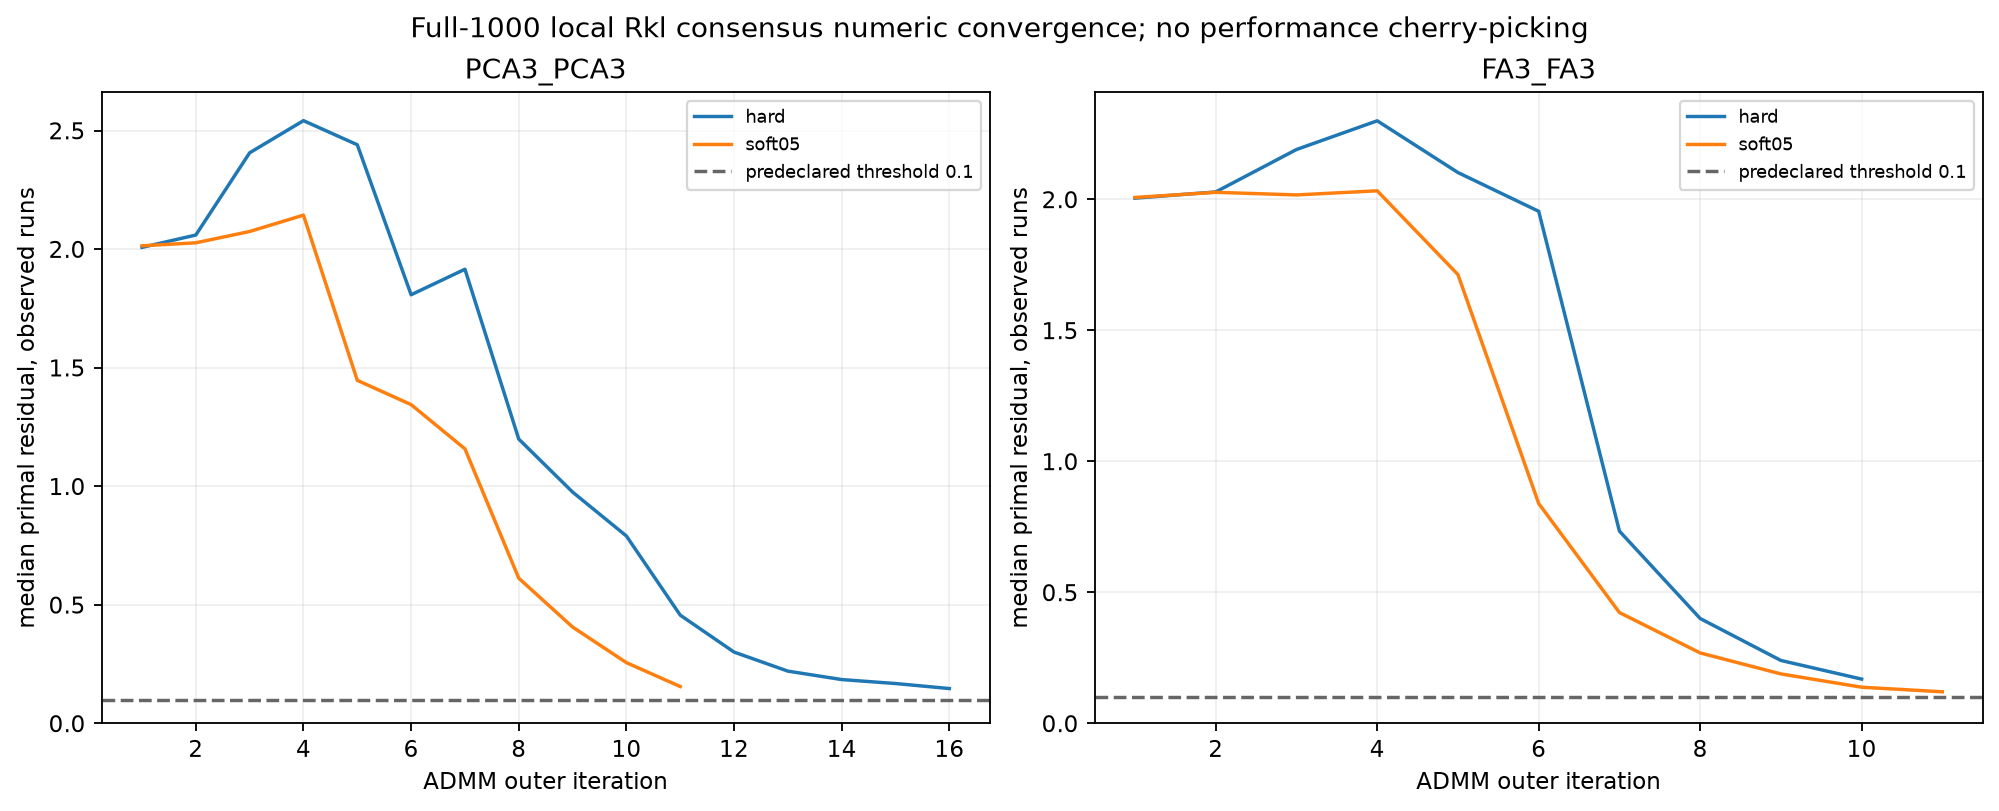 Full-1000 local Rkl consensus numeric convergence; no performance cherry-picking
PCA3_PCA3
median primal residual, observed runs
2.5
2.0
1.5
1.0
0.5
0.0
hard
soft05
predeclared threshold 0.1
2 4 6 8 10 12 14 16
ADMM outer iteration
FA3_FA3
median primal residual, observed runs
2.0
1.5
1.0
0.5
0.0
hard
soft05
predeclared threshold 0.1
2 4 6 8 10
ADMM outer iteration